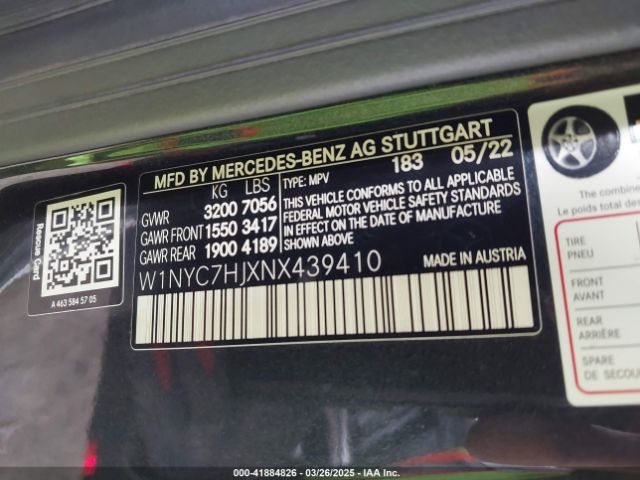 MFD BY MERCEDES-BENZ AG STUTTGART
KG LBS TYPE: MPV 183 05/22
GVWR 3200 7056
GAWR FRONT 1550 3417
GAWR REAR 1900 4189
THIS VEHICLE CONFORMS TO ALL APPLICABLE
FEDERAL MOTOR VEHICLE SAFETY STANDARDS
IN EFFECT ON THE DATE OF MANUFACTURE
SHOWN ABOVE
W1NYC7HJXNX439410 MADE IN AUSTRIA
Rescue Card
A 463 584 57 05
The combine
Le poids total des
TIRE
PNEU
FRONT
AVANT
REAR
ARRIÈRE
SPARE
DE SECOU
000-41884826 • 03/26/2025 • IAA Inc.